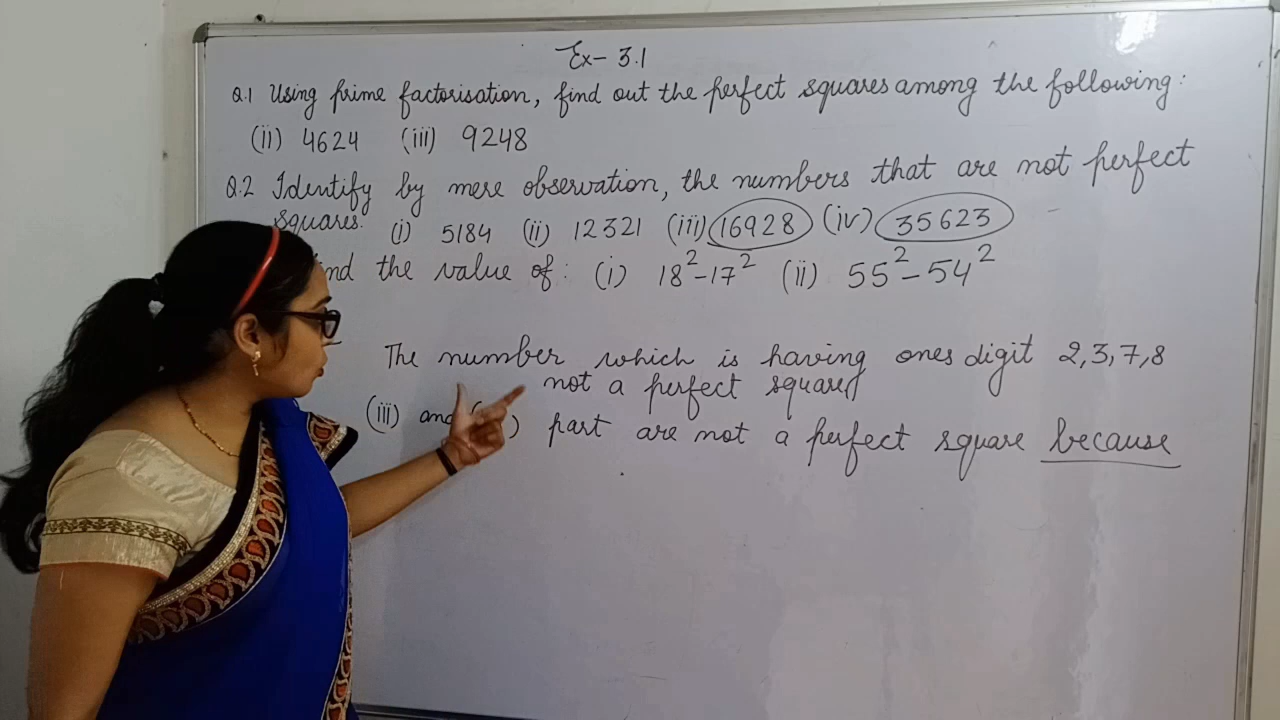 Ex- 3.1
Q.1 Using prime factorisation, find out the perfect squares among the following:
(ii) 4624 (iii) 9248
Q.2 Identify by mere observation, the numbers that are not perfect
squares. (i) 5184 (ii) 12321 (iii) 16928 (iv) 35623
the value of: (i) 18²-17² (ii) 55²-54²
The number which is having ones digit 2,3,7,8
not a perfect square
(iii) and part are not a perfect square because